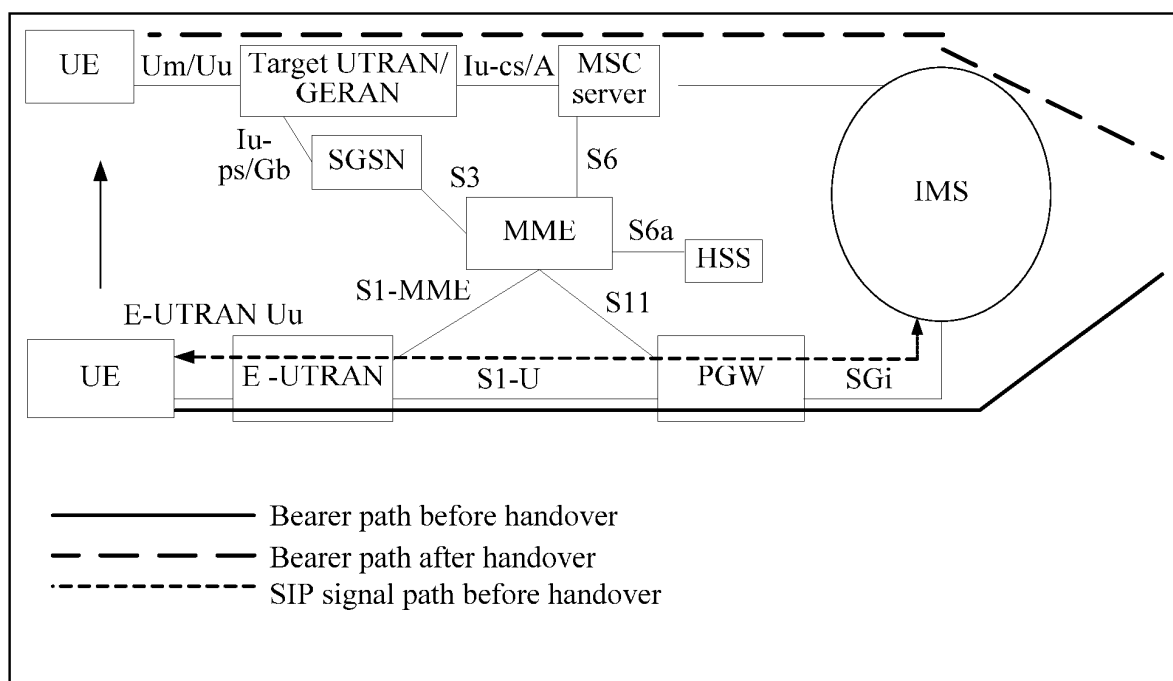 UE
Um/Uu
Target UTRAN/
GERAN
Iu-cs/A
MSC
server
Iu-
ps/Gb
SGSN
S3
S6
IMS
MME
S6a
HSS
S1-MME
S11
E-UTRAN Uu
UE
E -UTRAN
S1-U
PGW
SGi
Bearer path before handover
Bearer path after handover
SIP signal path before handover